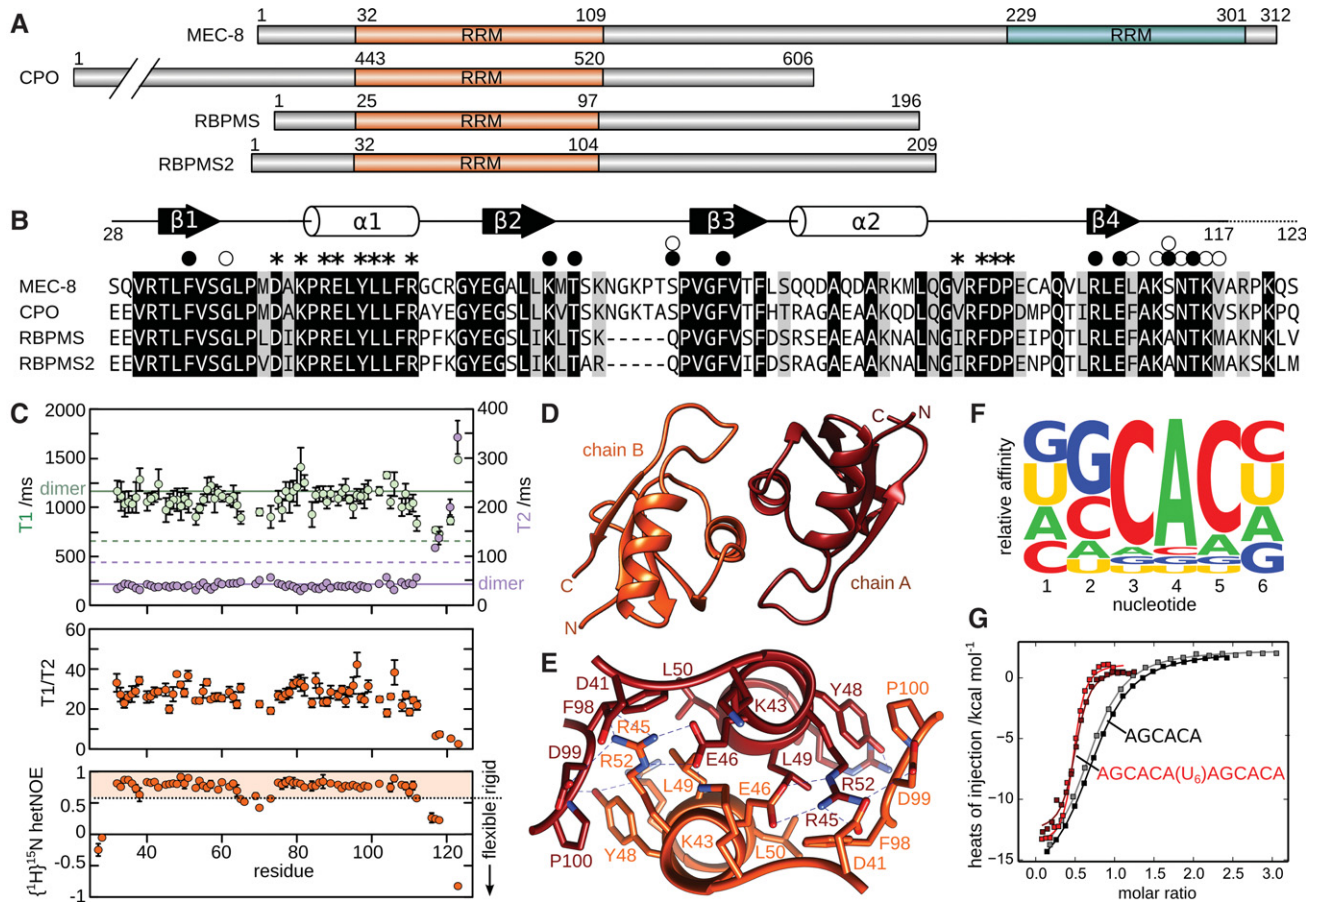 A
1 32 109 229 301 312
MEC-8 RRM RRM
1 443 520 606
CPO RRM
1 25 97 196
RBPMS RRM
1 32 104 209
RBPMS2 RRM
B
β1 α1 β2 β3 α2 β4
28 117 123
* * ** *** * * ***
MEC-8 SQVRTLFVSGLPMDAKPRELYLLFRGCRGYEGALLKMTSKNGKPTSPVGFVTFLSQQDAQDARKMLQGVRFDPECAQVLRLELAKSNTKVARPKQS
CPO EEVRTLFVSGLPMDAKPRELYLLFRAYEGYEGSLLKVTSKNGKTASPVGFVTFHTRAGAEAAKQDLQGVRFDPDMPQTIRLEFAKSNTKVSKPKPQ
RBPMS EEVRTLFVSGLPLDIKPRELYLLFRPFKGYEGSLIKLTSK-----QPVGFVSFDSRSEAEAAKNALNGIRFDPEIPQTLRLEFAKANTKMAKNKLV
RBPMS2 EEVRTLFVSGLPVDIKPRELYLLFRPFKGYEGSLIKLTAR-----QPVGFVIFDSRAGAEAAKNALNGIRFDPENPQTLRLEFAKANTKMAKSKLM
C
2000 400
1500 300
dimer
T1 /ms
1000 200
T2 /ms
500 100
dimer
0 0
60
40
T1/T2
20
0
1
0.5
0
-0.5
-1
{¹H}¹⁵N hetNOE
40 60 80 100 120
residue
flexible rigid
D
chain B
C N
chain A
C
N
E
L50
D41
K43
Y48
P100
F98
R45
D99
E46
L49
R52
L49
E46
R52
D99
R45
P100
Y48
K43
L50
F98
D41
F
relative affinity
G G C A C C
U C A C A U
A A G G G A
C U U U U G
1 2 3 4 5 6
nucleotide
G
heats of injection /kcal mol⁻¹
0
−5
−10
−15
AGCACA
AGCACA(U₆)AGCACA
0.0 0.5 1.0 1.5 2.0 2.5 3.0
molar ratio